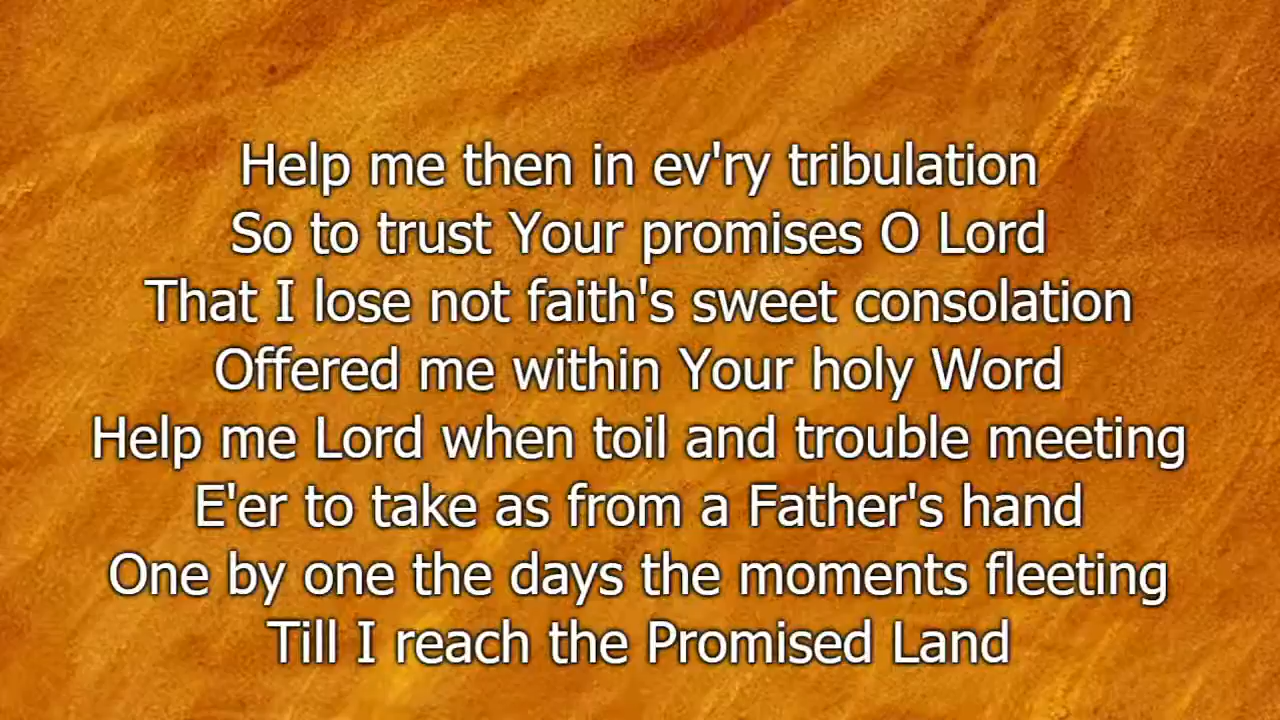 Help me then in ev'ry tribulation
So to trust Your promises O Lord
That I lose not faith's sweet consolation
Offered me within Your holy Word
Help me Lord when toil and trouble meeting
E'er to take as from a Father's hand
One by one the days the moments fleeting
Till I reach the Promised Land